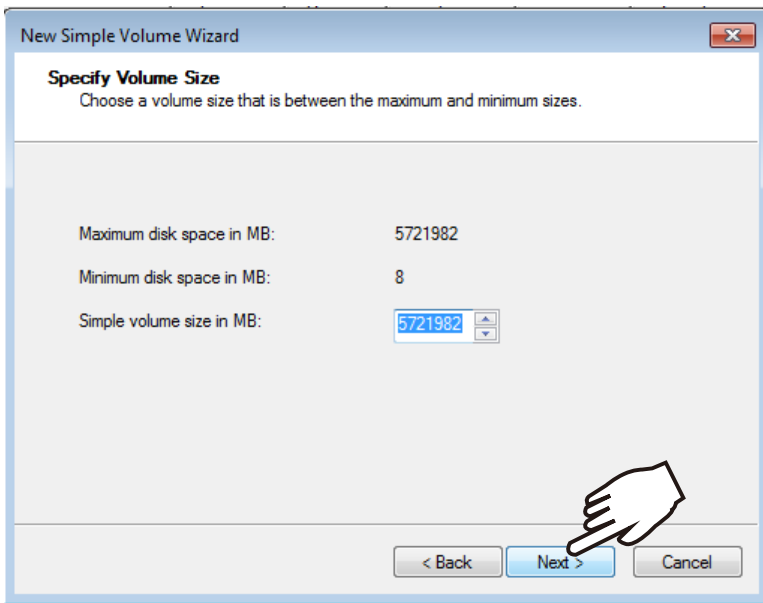 New Simple Volume Wizard
Specify Volume Size
Choose a volume size that is between the maximum and minimum sizes.
Maximum disk space in MB: 5721982
Minimum disk space in MB: 8
Simple volume size in MB: 5721982
< Back Next > Cancel